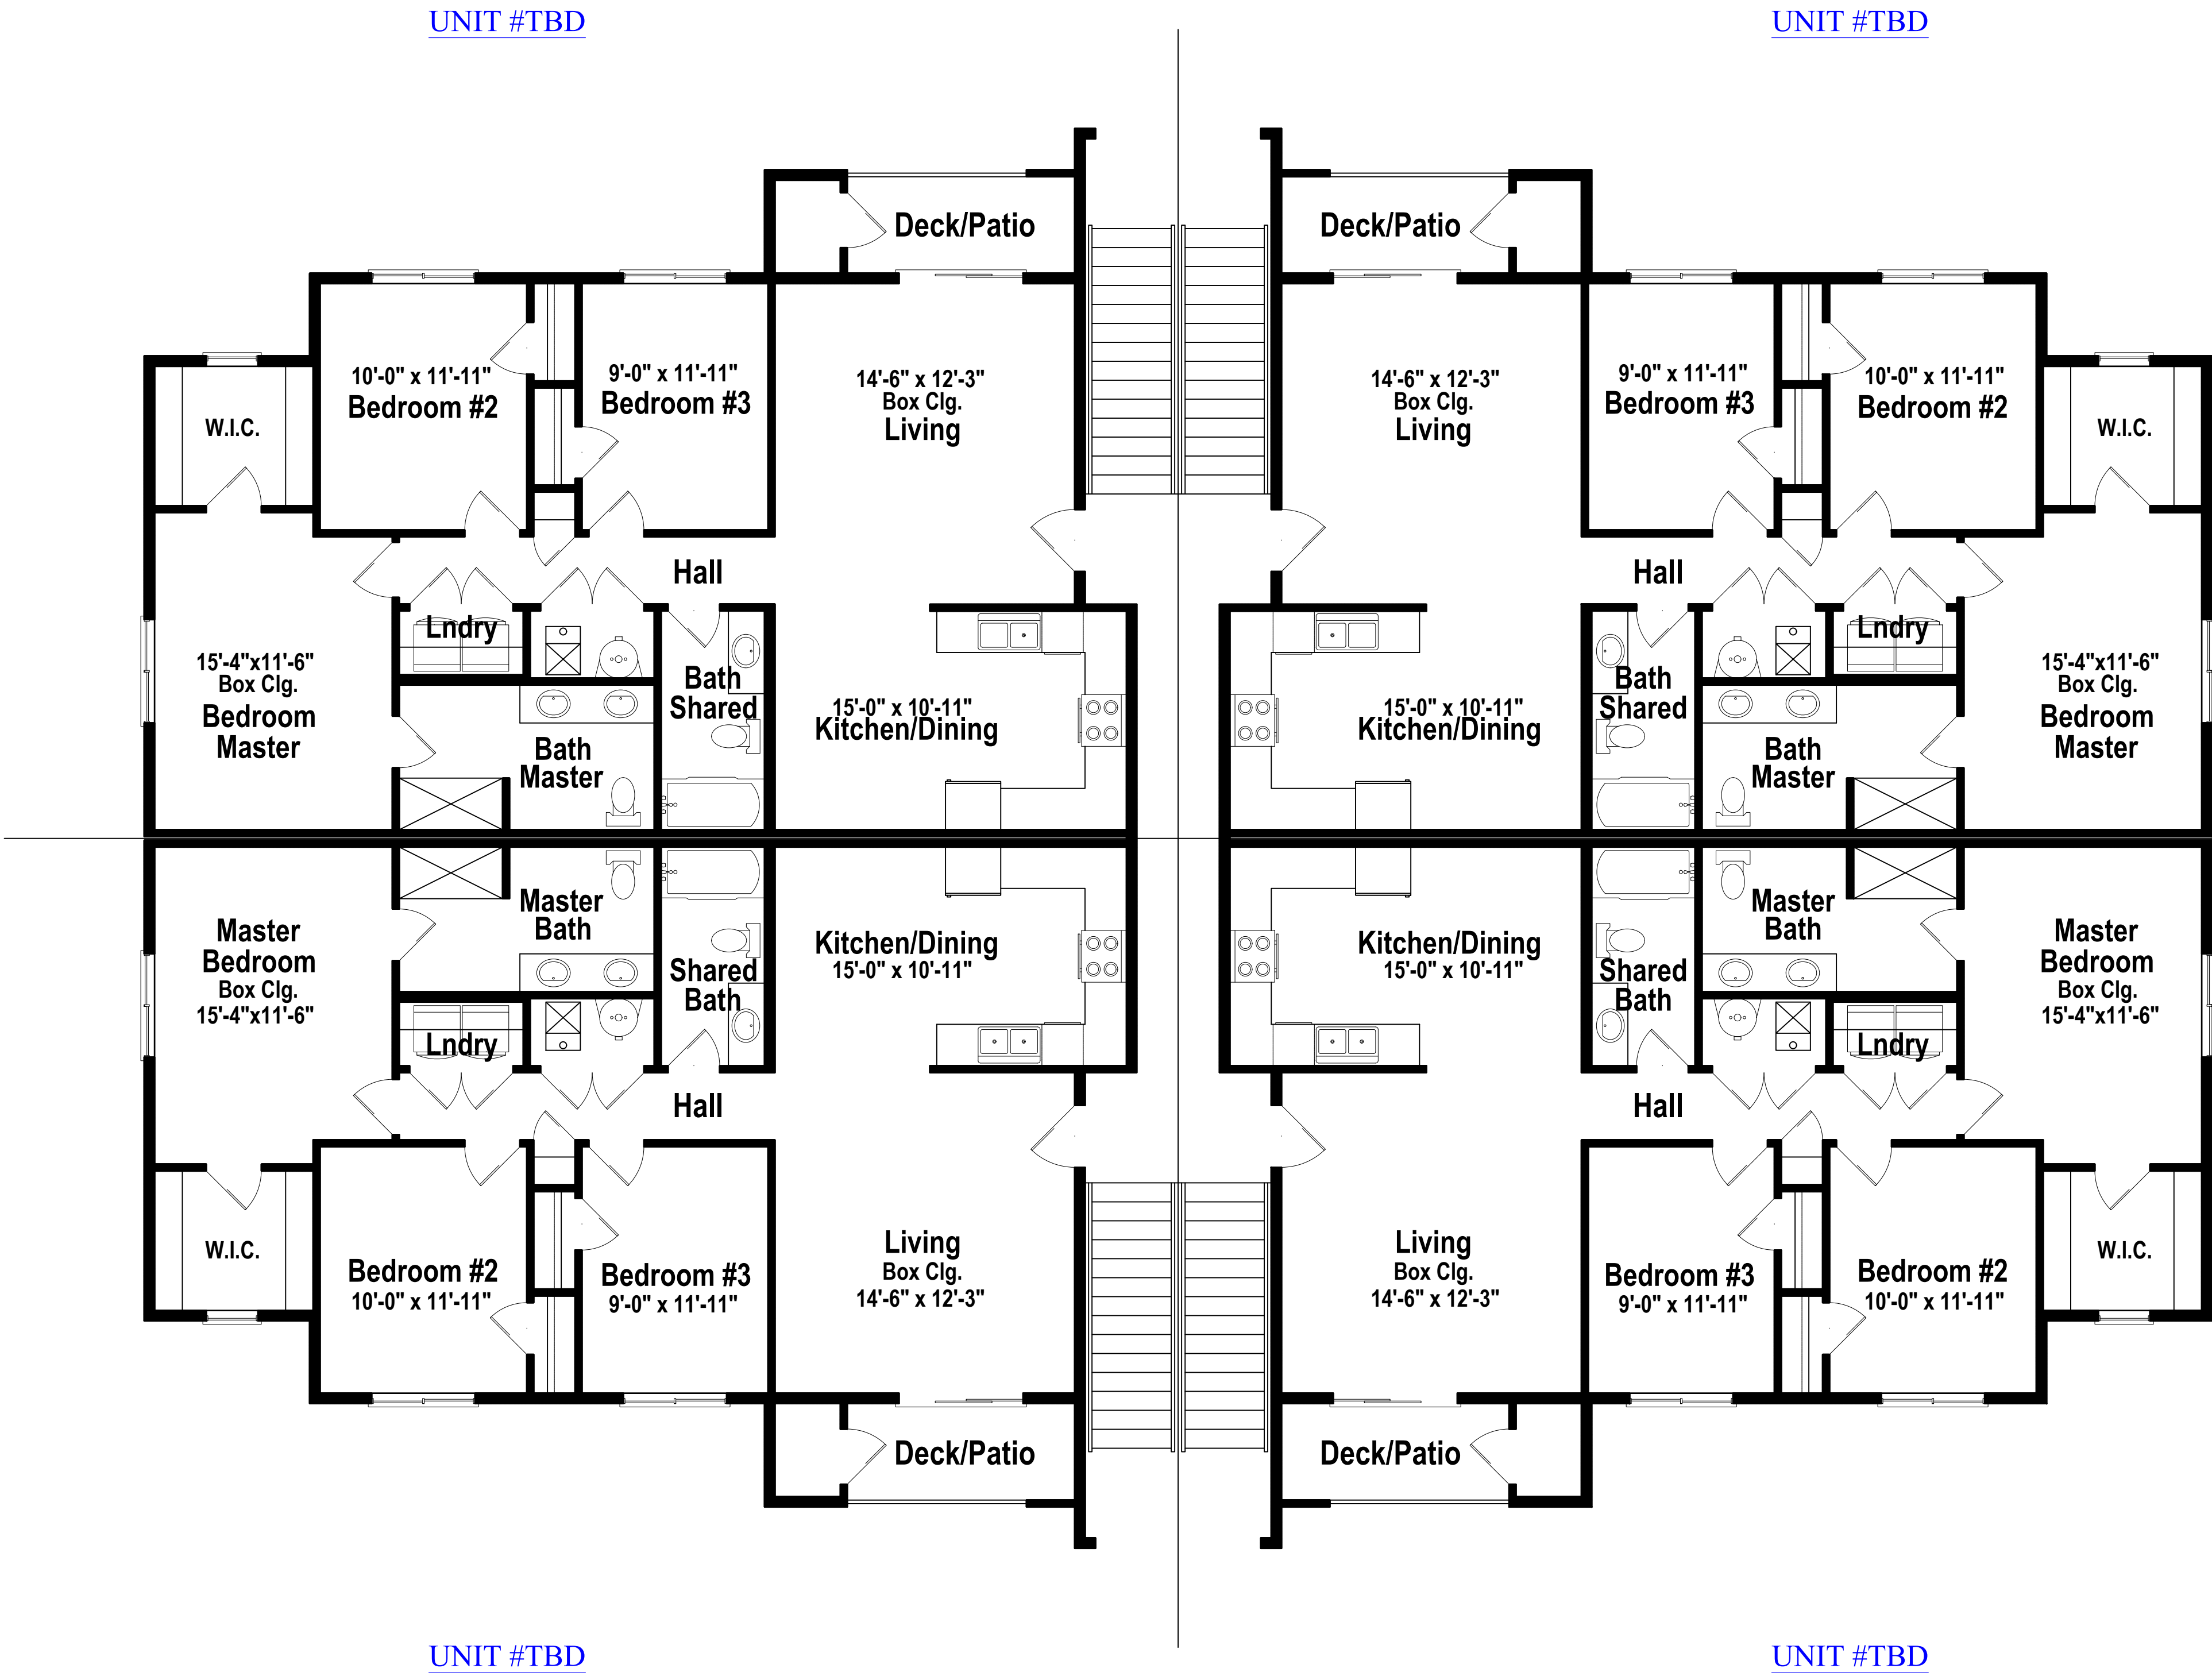 UNIT #TBD
UNIT #TBD
Deck/Patio
Deck/Patio
10'-0" x 11'-11"
Bedroom #2
9'-0" x 11'-11"
Bedroom #3
14'-6" x 12'-3"
Box Clg.
Living
14'-6" x 12'-3"
Box Clg.
Living
9'-0" x 11'-11"
Bedroom #3
10'-0" x 11'-11"
Bedroom #2
W.I.C.
W.I.C.
Hall
Hall
Lndry
Lndry
15'-4"x11'-6"
Box Clg.
Bedroom
Master
Bath
Master
Bath
Shared
15'-0" x 10'-11"
Kitchen/Dining
15'-0" x 10'-11"
Kitchen/Dining
Bath
Shared
Bath
Master
15'-4"x11'-6"
Box Clg.
Bedroom
Master
Master
Bedroom
Box Clg.
15'-4"x11'-6"
Master
Bath
Shared
Bath
Kitchen/Dining
15'-0" x 10'-11"
Kitchen/Dining
15'-0" x 10'-11"
Shared
Bath
Master
Bath
Master
Bedroom
Box Clg.
15'-4"x11'-6"
Lndry
Lndry
Hall
Hall
W.I.C.
Bedroom #2
10'-0" x 11'-11"
Bedroom #3
9'-0" x 11'-11"
Living
Box Clg.
14'-6" x 12'-3"
Living
Box Clg.
14'-6" x 12'-3"
Bedroom #3
9'-0" x 11'-11"
Bedroom #2
10'-0" x 11'-11"
W.I.C.
Deck/Patio
Deck/Patio
UNIT #TBD
UNIT #TBD